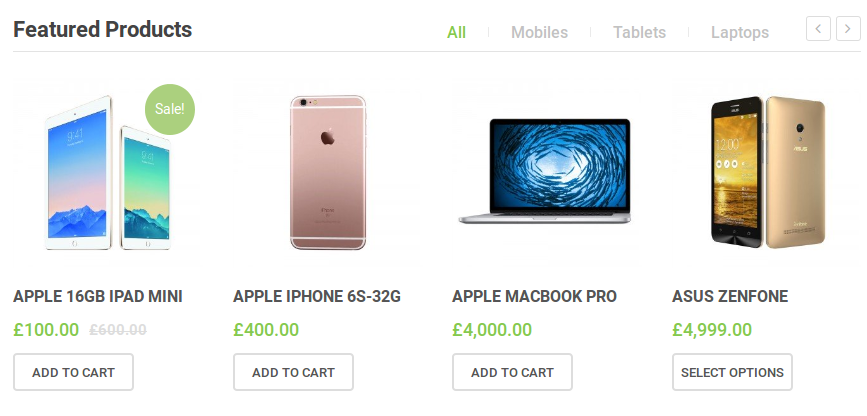 Featured Products
All
Mobiles
Tablets
Laptops
Sale!
ASUS
APPLE 16GB IPAD MINI
APPLE IPHONE 6S-32G
APPLE MACBOOK PRO
ASUS ZENFONE
£100.00 £600.00
£400.00
£4,000.00
£4,999.00
ADD TO CART
ADD TO CART
ADD TO CART
SELECT OPTIONS